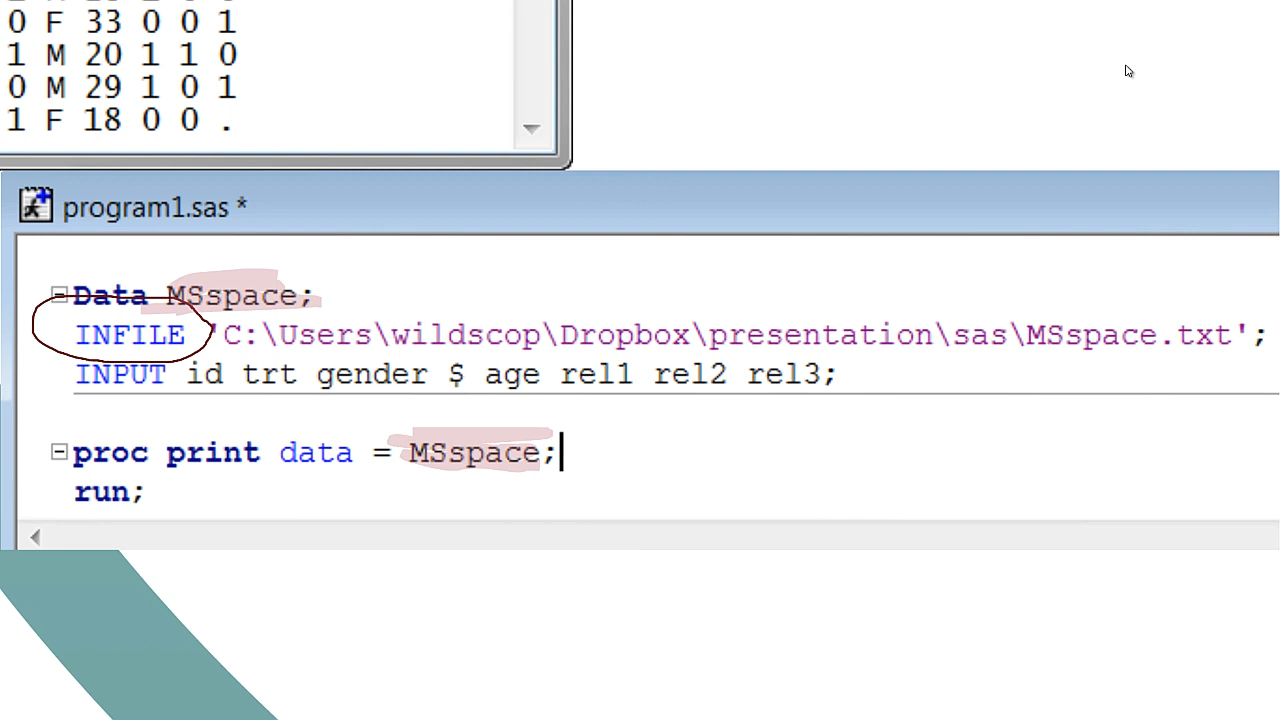 0 F 33 0 0 1
1 M 20 1 1 0
0 M 29 1 0 1
1 F 18 0 0 .
program1.sas *
Data MSspace;
INFILE 'C:\Users\wildscop\Dropbox\presentation\sas\MSspace.txt';
INPUT id trt gender $ age rel1 rel2 rel3;
proc print data = MSspace;
run;